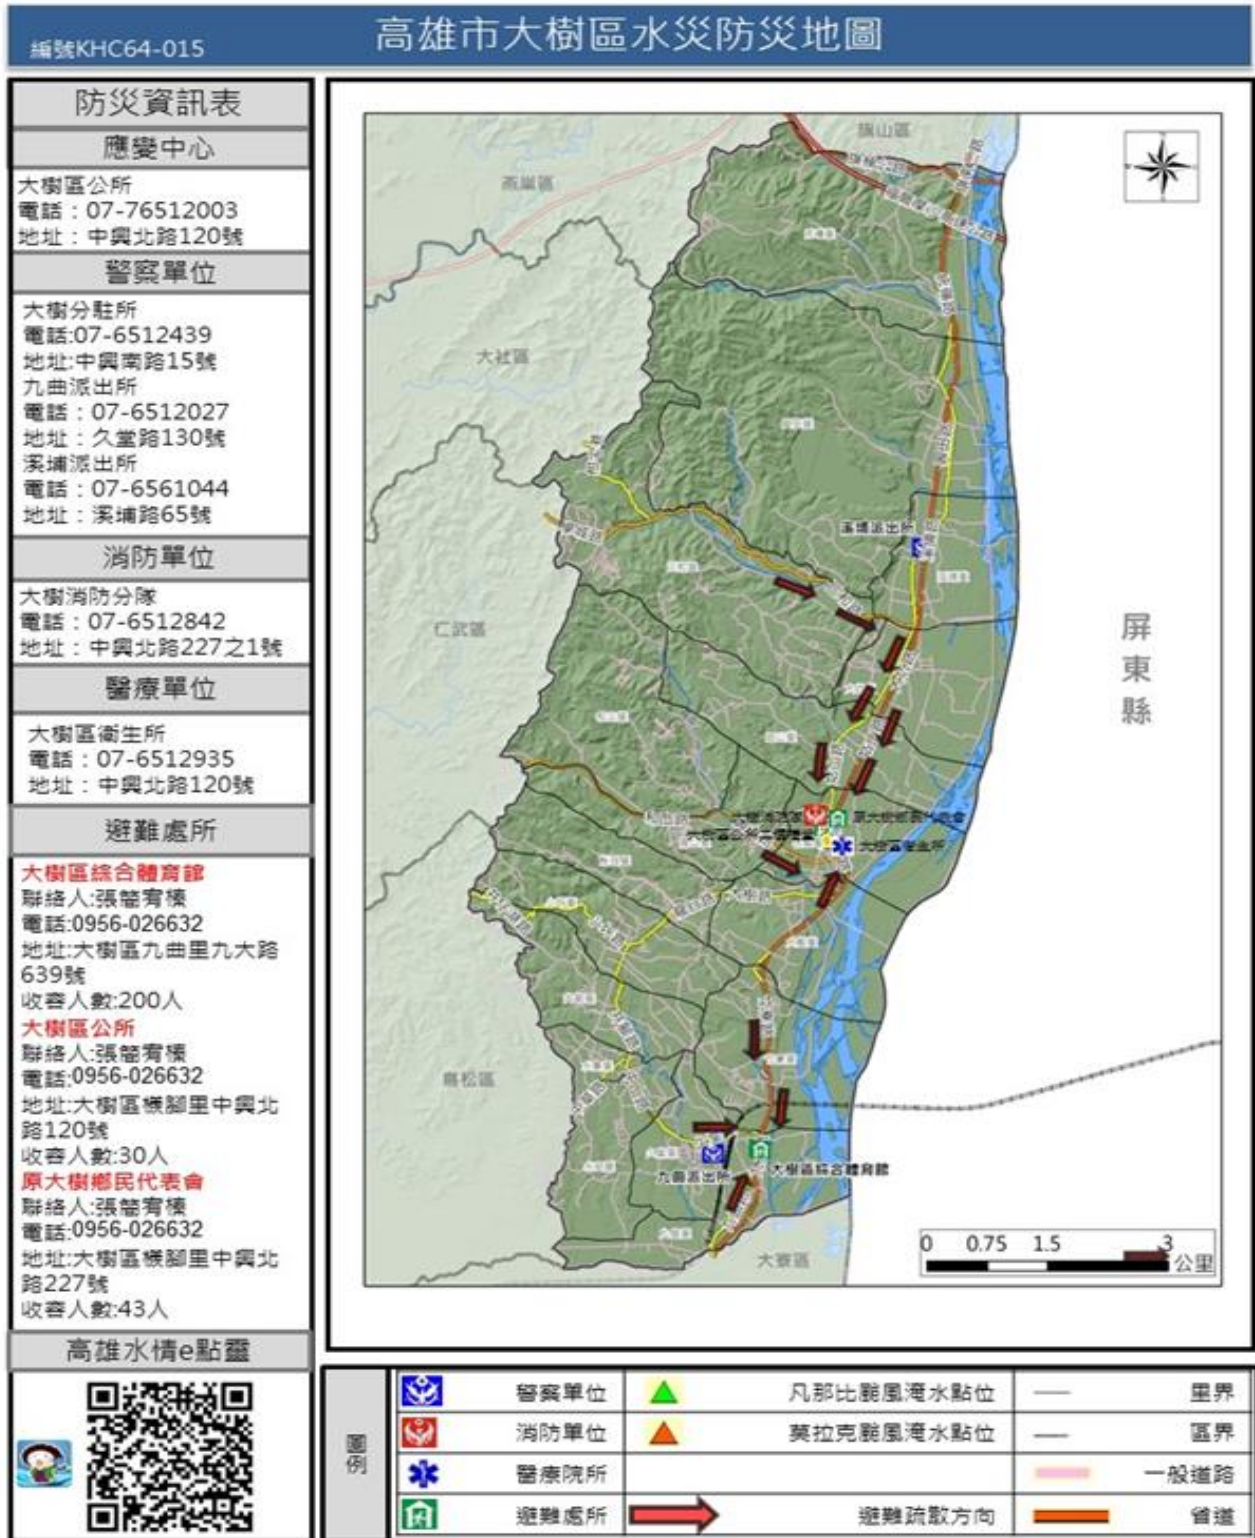 編號KHC64-015
高雄市大樹區水災防災地圖
防災資訊表
應變中心
大樹區公所
電話：07-76512003
地址：中興北路120號
警察單位
大樹分駐所
電話:07-6512439
地址:中興南路15號
九曲派出所
電話：07-6512027
地址：久堂路130號
溪埔派出所
電話：07-6561044
地址：溪埔路65號
消防單位
大樹消防分隊
電話：07-6512842
地址：中興北路227之1號
醫療單位
大樹區衛生所
電話：07-6512935
地址：中興北路120號
避難處所
大樹區綜合體育館
聯絡人:張簡宥榛
電話:0956-026632
地址:大樹區九曲里九大路
639號
收容人數:200人
大樹區公所
聯絡人:張簡宥榛
電話:0956-026632
地址:大樹區檨腳里中興北
路120號
收容人數:30人
原大樹鄉民代表會
聯絡人:張簡宥榛
電話:0956-026632
地址:大樹區檨腳里中興北
路227號
收容人數:43人
高雄水情e點靈
旗山區
燕巢區
大社區
仁武區
鳥松區
大寮區
屏東縣
溪埔派出所
原大樹鄉民代表會
大樹區衛生所
九曲派出所
大樹區綜合體育館
0 0.75 1.5 3
公里
圖例
警察單位
凡那比颱風淹水點位
里界
消防單位
莫拉克颱風淹水點位
區界
醫療院所
一般道路
避難處所
避難疏散方向
省道